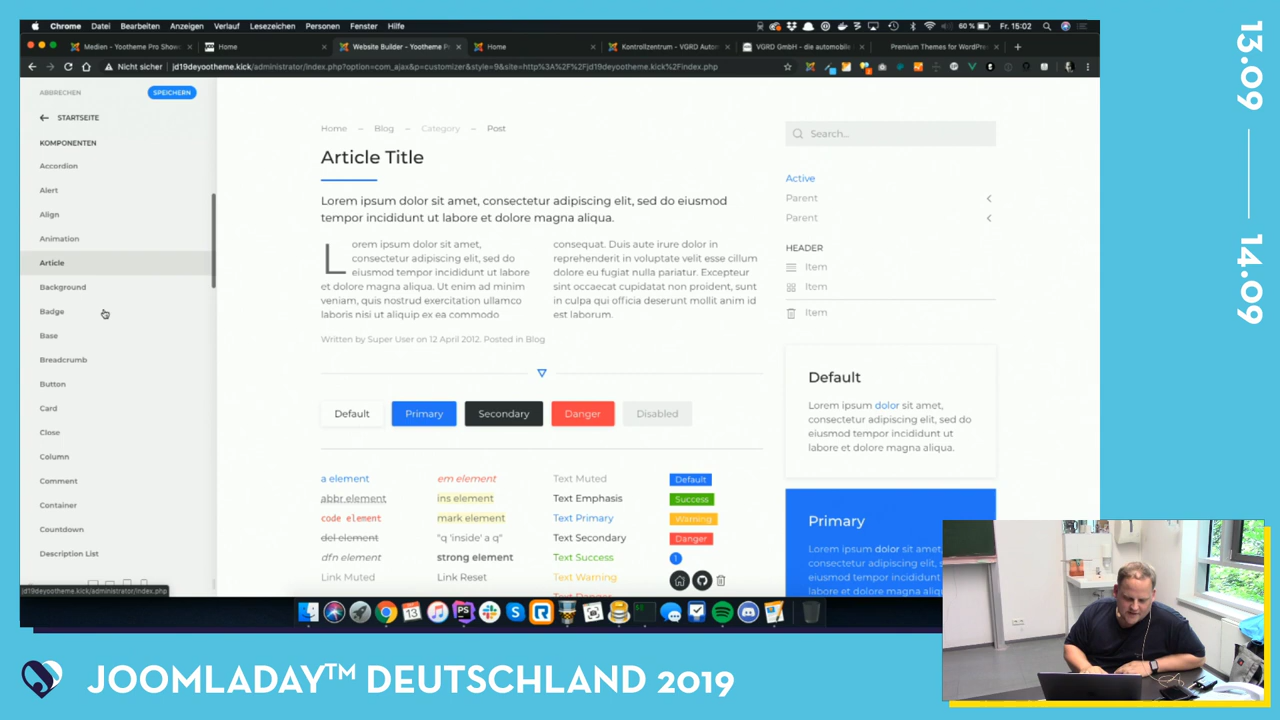 Chrome Datei Bearbeiten Anzeigen Verlauf Lesezeichen Personen Fenster Hilfe 60 % Fr. 15:02
Medien - Yootheme Pro Showc
Home
Website Builder - Yootheme P
Home
Kontrollzentrum - VGRD Autom
VGRD GmbH - die automobile
Premium Themes for WordPres
Nicht sicher jd19deyootheme.kick/administrator/index.php?option=com_ajax&p=customizer&style=9&site=http%3A%2F%2Fjd19deyootheme.kick%2Findex.php
ABBRECHEN SPEICHERN
STARTSEITE
KOMPONENTEN
Accordion
Alert
Align
Animation
Article
Background
Badge
Base
Breadcrumb
Button
Card
Close
Column
Comment
Container
Countdown
Description List
jd19deyootheme.kick/administrator/index.php
Home – Blog – Category – Post
Article Title
Lorem ipsum dolor sit amet, consectetur adipiscing elit, sed do eiusmod
tempor incididunt ut labore et dolore magna aliqua.
Lorem ipsum dolor sit amet,
consectetur adipiscing elit, sed do
eiusmod tempor incididunt ut labore
et dolore magna aliqua. Ut enim ad minim
veniam, quis nostrud exercitation ullamco
laboris nisi ut aliquip ex ea commodo
consequat. Duis aute irure dolor in
reprehenderit in voluptate velit esse cillum
dolore eu fugiat nulla pariatur. Excepteur
sint occaecat cupidatat non proident, sunt
in culpa qui officia deserunt mollit anim id
est laborum.
Written by Super User on 12 April 2012. Posted in Blog
Default Primary Secondary Danger Disabled
a element em element Text Muted Default
abbr element ins element Text Emphasis Success
code element mark element Text Primary Warning
del element "q 'inside' a q" Text Secondary Danger
dfn element strong element Text Success 1
Link Muted Link Reset Text Warning
Text Danger
Search...
Active
Parent
Parent
HEADER
Item
Item
Item
Default
Lorem ipsum dolor sit amet,
consectetur adipiscing elit, sed do
eiusmod tempor incididunt ut
labore et dolore magna aliqua.
Primary
Lorem ipsum dolor sit amet,
13.09
14.09
JOOMLADAY™ DEUTSCHLAND 2019